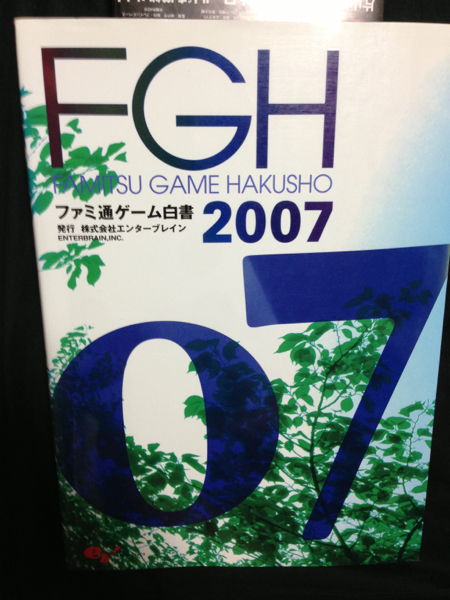 FGH
FAMITSU GAME HAKUSHO
ファミ通ゲーム白書 2007
発行 株式会社エンターブレイン
ENTERBRAIN, INC.
07